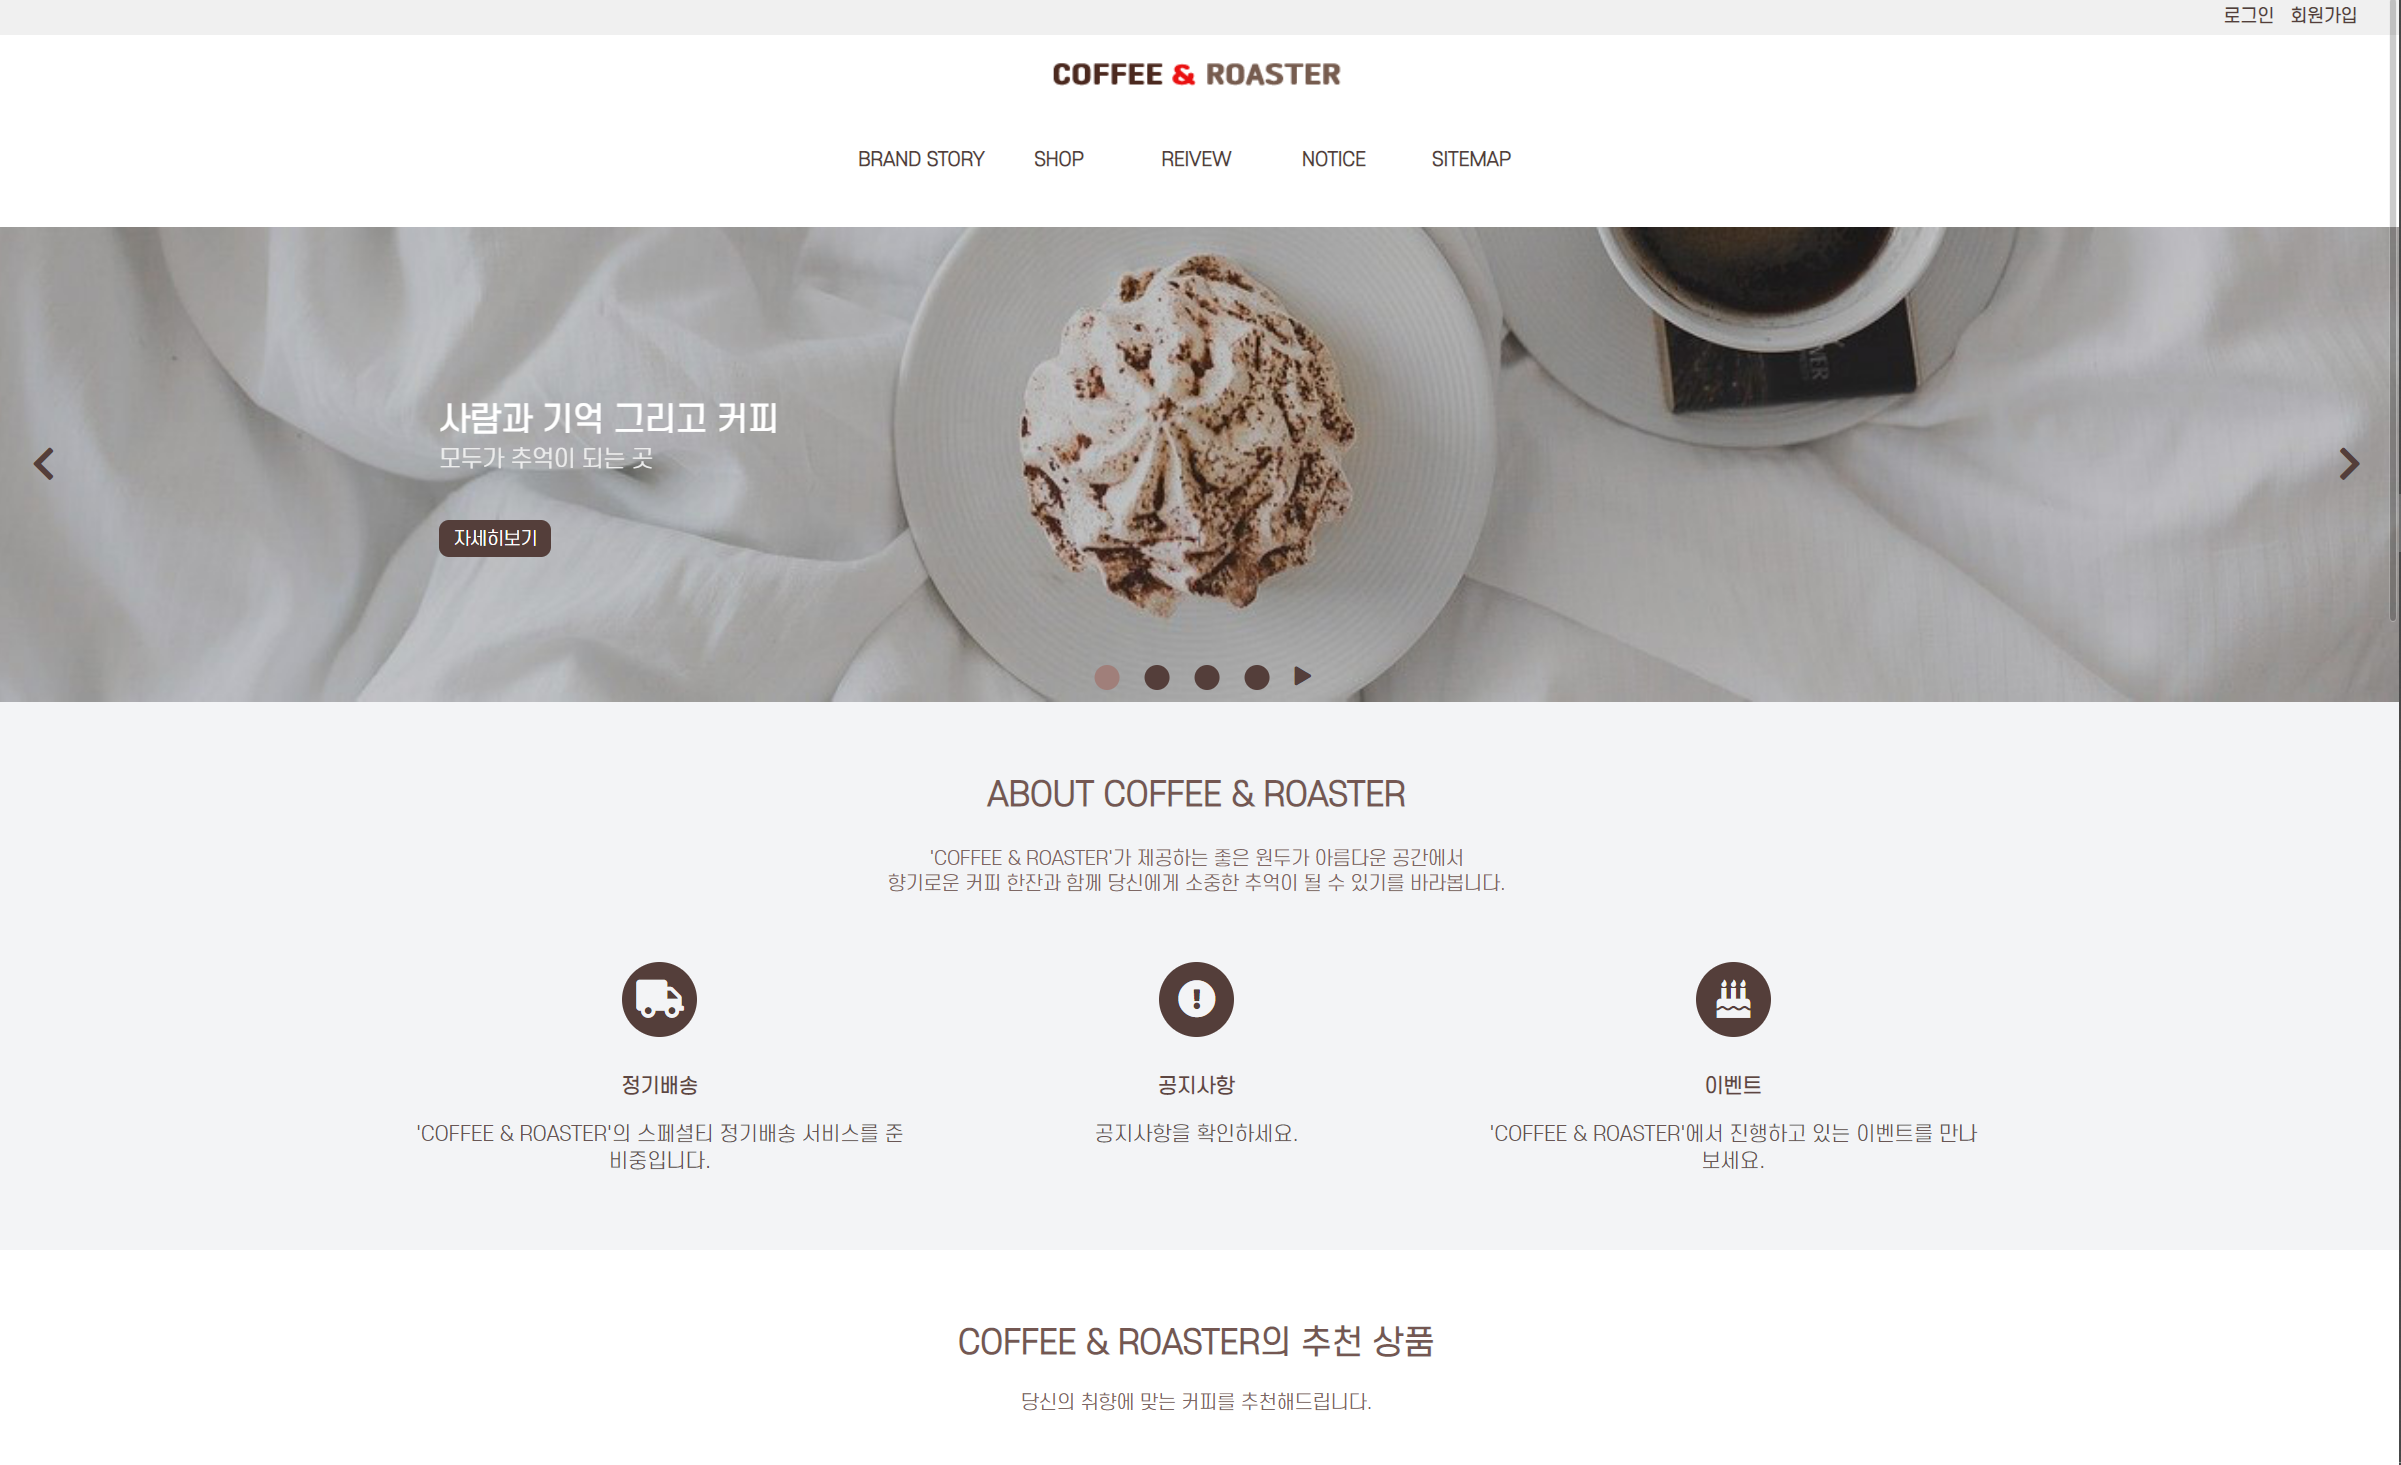 로그인 회원가입
COFFEE & ROASTER
BRAND STORY SHOP REIVEW NOTICE SITEMAP
사람과 기억 그리고 커피
모두가 추억이 되는 곳
자세히보기
ABOUT COFFEE & ROASTER
'COFFEE & ROASTER'가 제공하는 좋은 원두가 아름다운 공간에서
향기로운 커피 한잔과 함께 당신에게 소중한 추억이 될 수 있기를 바라봅니다.
정기배송
'COFFEE & ROASTER'의 스페셜티 정기배송 서비스를 준
비중입니다.
공지사항
공지사항을 확인하세요.
이벤트
'COFFEE & ROASTER'에서 진행하고 있는 이벤트를 만나
보세요.
COFFEE & ROASTER의 추천 상품
당신의 취향에 맞는 커피를 추천해드립니다.